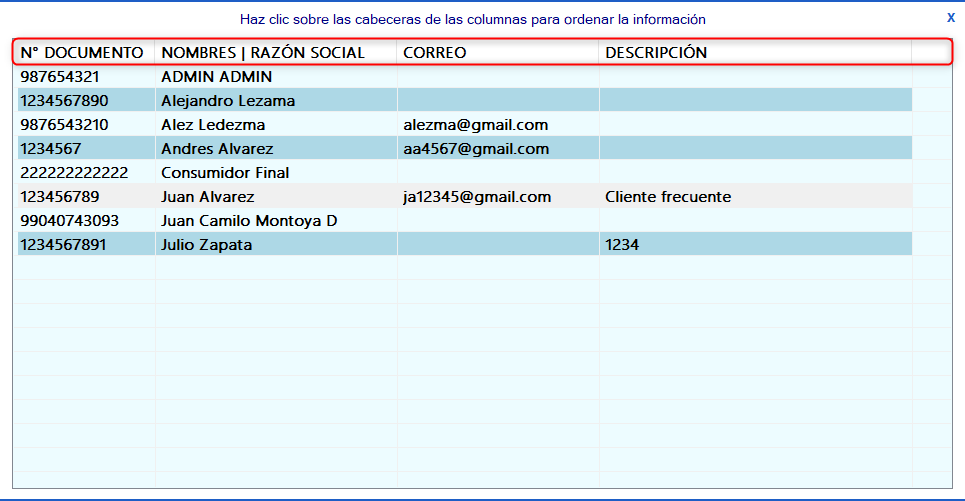 Haz clic sobre las cabeceras de las columnas para ordenar la información X
N° DOCUMENTO NOMBRES | RAZÓN SOCIAL CORREO DESCRIPCIÓN
987654321 ADMIN ADMIN
1234567890 Alejandro Lezama
9876543210 Alez Ledezma alezma@gmail.com
1234567 Andres Alvarez aa4567@gmail.com
222222222222 Consumidor Final
123456789 Juan Alvarez ja12345@gmail.com Cliente frecuente
99040743093 Juan Camilo Montoya D
1234567891 Julio Zapata 1234